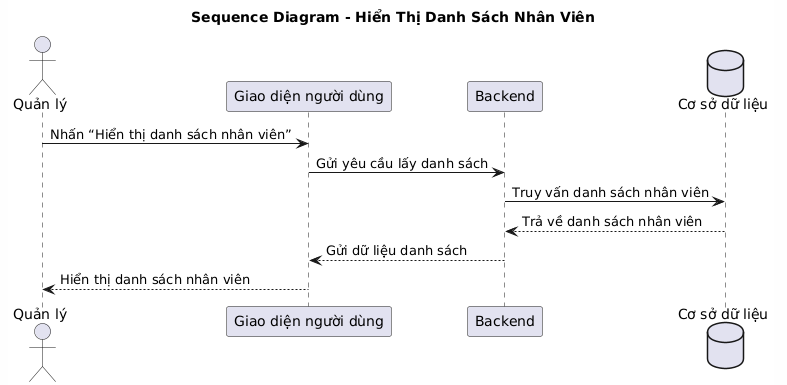 Sequence Diagram - Hiển Thị Danh Sách Nhân Viên
Quản lý
Giao diện người dùng
Backend
Cơ sở dữ liệu
Nhấn “Hiển thị danh sách nhân viên”
Gửi yêu cầu lấy danh sách
Truy vấn danh sách nhân viên
Trả về danh sách nhân viên
Gửi dữ liệu danh sách
Hiển thị danh sách nhân viên
Quản lý
Giao diện người dùng
Backend
Cơ sở dữ liệu